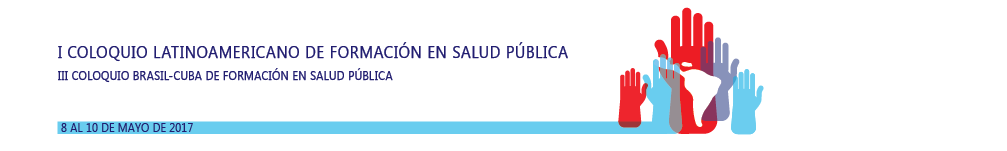 I COLOQUIO LATINOAMERICANO DE FORMACIÓN EN SALUD PÚBLICA
III COLOQUIO BRASIL-CUBA DE FORMACIÓN EN SALUD PÚBLICA
8 AL 10 DE MAYO DE 2017